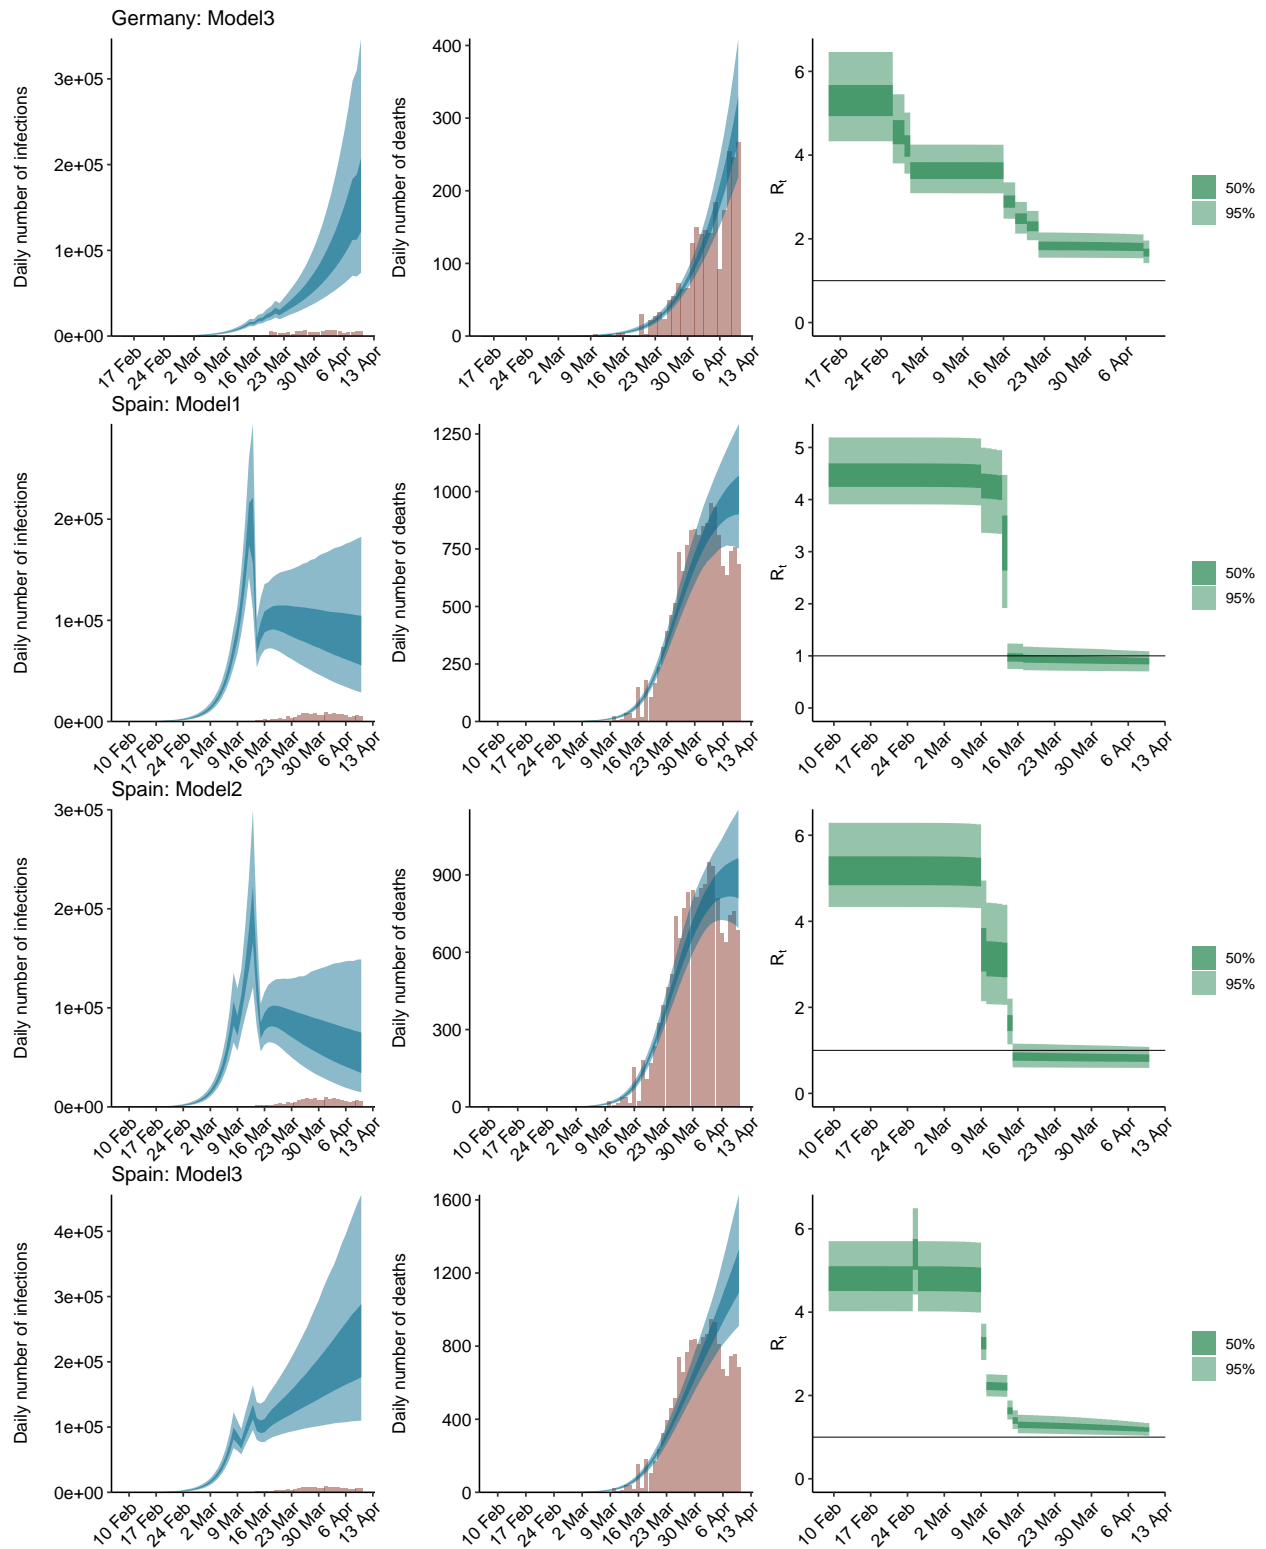 Germany: Model3
Daily number of infections
3e+05
2e+05
1e+05
0e+00
17 Feb
24 Feb
2 Mar
9 Mar
16 Mar
23 Mar
30 Mar
6 Apr
13 Apr
Daily number of deaths
400
300
200
100
0
17 Feb
24 Feb
2 Mar
9 Mar
16 Mar
23 Mar
30 Mar
6 Apr
13 Apr
Rt
6
4
2
0
17 Feb
24 Feb
2 Mar
9 Mar
16 Mar
23 Mar
30 Mar
6 Apr
50%
95%
Spain: Model1
Daily number of infections
2e+05
1e+05
0e+00
10 Feb
17 Feb
24 Feb
2 Mar
9 Mar
16 Mar
23 Mar
30 Mar
6 Apr
13 Apr
Daily number of deaths
1250
1000
750
500
250
0
10 Feb
17 Feb
24 Feb
2 Mar
9 Mar
16 Mar
23 Mar
30 Mar
6 Apr
13 Apr
Rt
5
4
3
2
1
0
10 Feb
17 Feb
24 Feb
2 Mar
9 Mar
16 Mar
23 Mar
30 Mar
6 Apr
13 Apr
50%
95%
Spain: Model2
Daily number of infections
3e+05
2e+05
1e+05
0e+00
10 Feb
17 Feb
24 Feb
2 Mar
9 Mar
16 Mar
23 Mar
30 Mar
6 Apr
13 Apr
Daily number of deaths
900
600
300
0
10 Feb
17 Feb
24 Feb
2 Mar
9 Mar
16 Mar
23 Mar
30 Mar
6 Apr
13 Apr
Rt
6
4
2
0
10 Feb
17 Feb
24 Feb
2 Mar
9 Mar
16 Mar
23 Mar
30 Mar
6 Apr
13 Apr
50%
95%
Spain: Model3
Daily number of infections
4e+05
3e+05
2e+05
1e+05
0e+00
10 Feb
17 Feb
24 Feb
2 Mar
9 Mar
16 Mar
23 Mar
30 Mar
6 Apr
13 Apr
Daily number of deaths
1600
1200
800
400
0
10 Feb
17 Feb
24 Feb
2 Mar
9 Mar
16 Mar
23 Mar
30 Mar
6 Apr
13 Apr
Rt
6
4
2
0
10 Feb
17 Feb
24 Feb
2 Mar
9 Mar
16 Mar
23 Mar
30 Mar
6 Apr
13 Apr
50%
95%